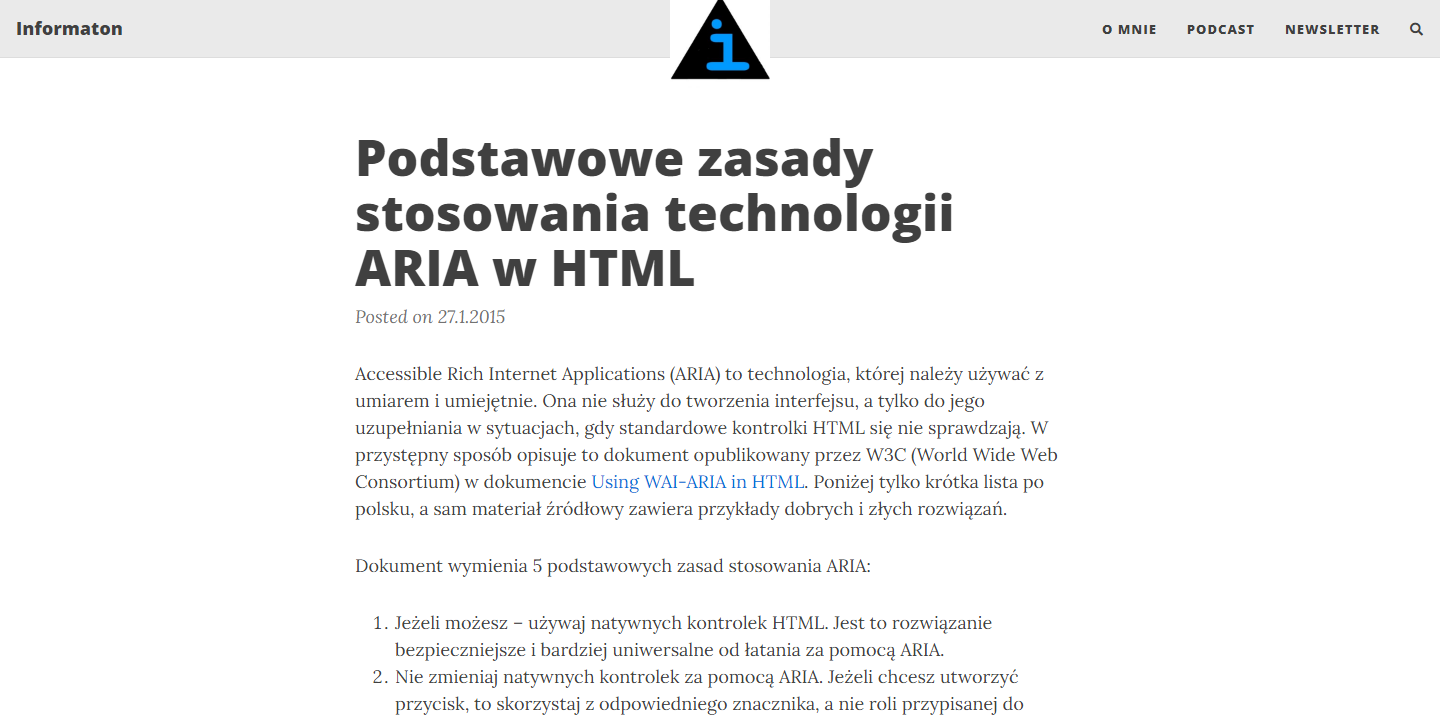 Informaton
i
O MNIE
PODCAST
NEWSLETTER
Podstawowe zasady
stosowania technologii
ARIA w HTML
Posted on 27.1.2015
Accessible Rich Internet Applications (ARIA) to technologia, której należy używać z
umiarem i umiejętnie. Ona nie służy do tworzenia interfejsu, a tylko do jego
uzupełniania w sytuacjach, gdy standardowe kontrolki HTML się nie sprawdzają. W
przystępny sposób opisuje to dokument opublikowany przez W3C (World Wide Web
Consortium) w dokumencie Using WAI-ARIA in HTML. Poniżej tylko krótka lista po
polsku, a sam materiał źródłowy zawiera przykłady dobrych i złych rozwiązań.
Dokument wymienia 5 podstawowych zasad stosowania ARIA:
1. Jeżeli możesz – używaj natywnych kontrolek HTML. Jest to rozwiązanie
bezpieczniejsze i bardziej uniwersalne od łatania za pomocą ARIA.
2. Nie zmieniaj natywnych kontrolek za pomocą ARIA. Jeżeli chcesz utworzyć
przycisk, to skorzystaj z odpowiedniego znacznika, a nie roli przypisanej do